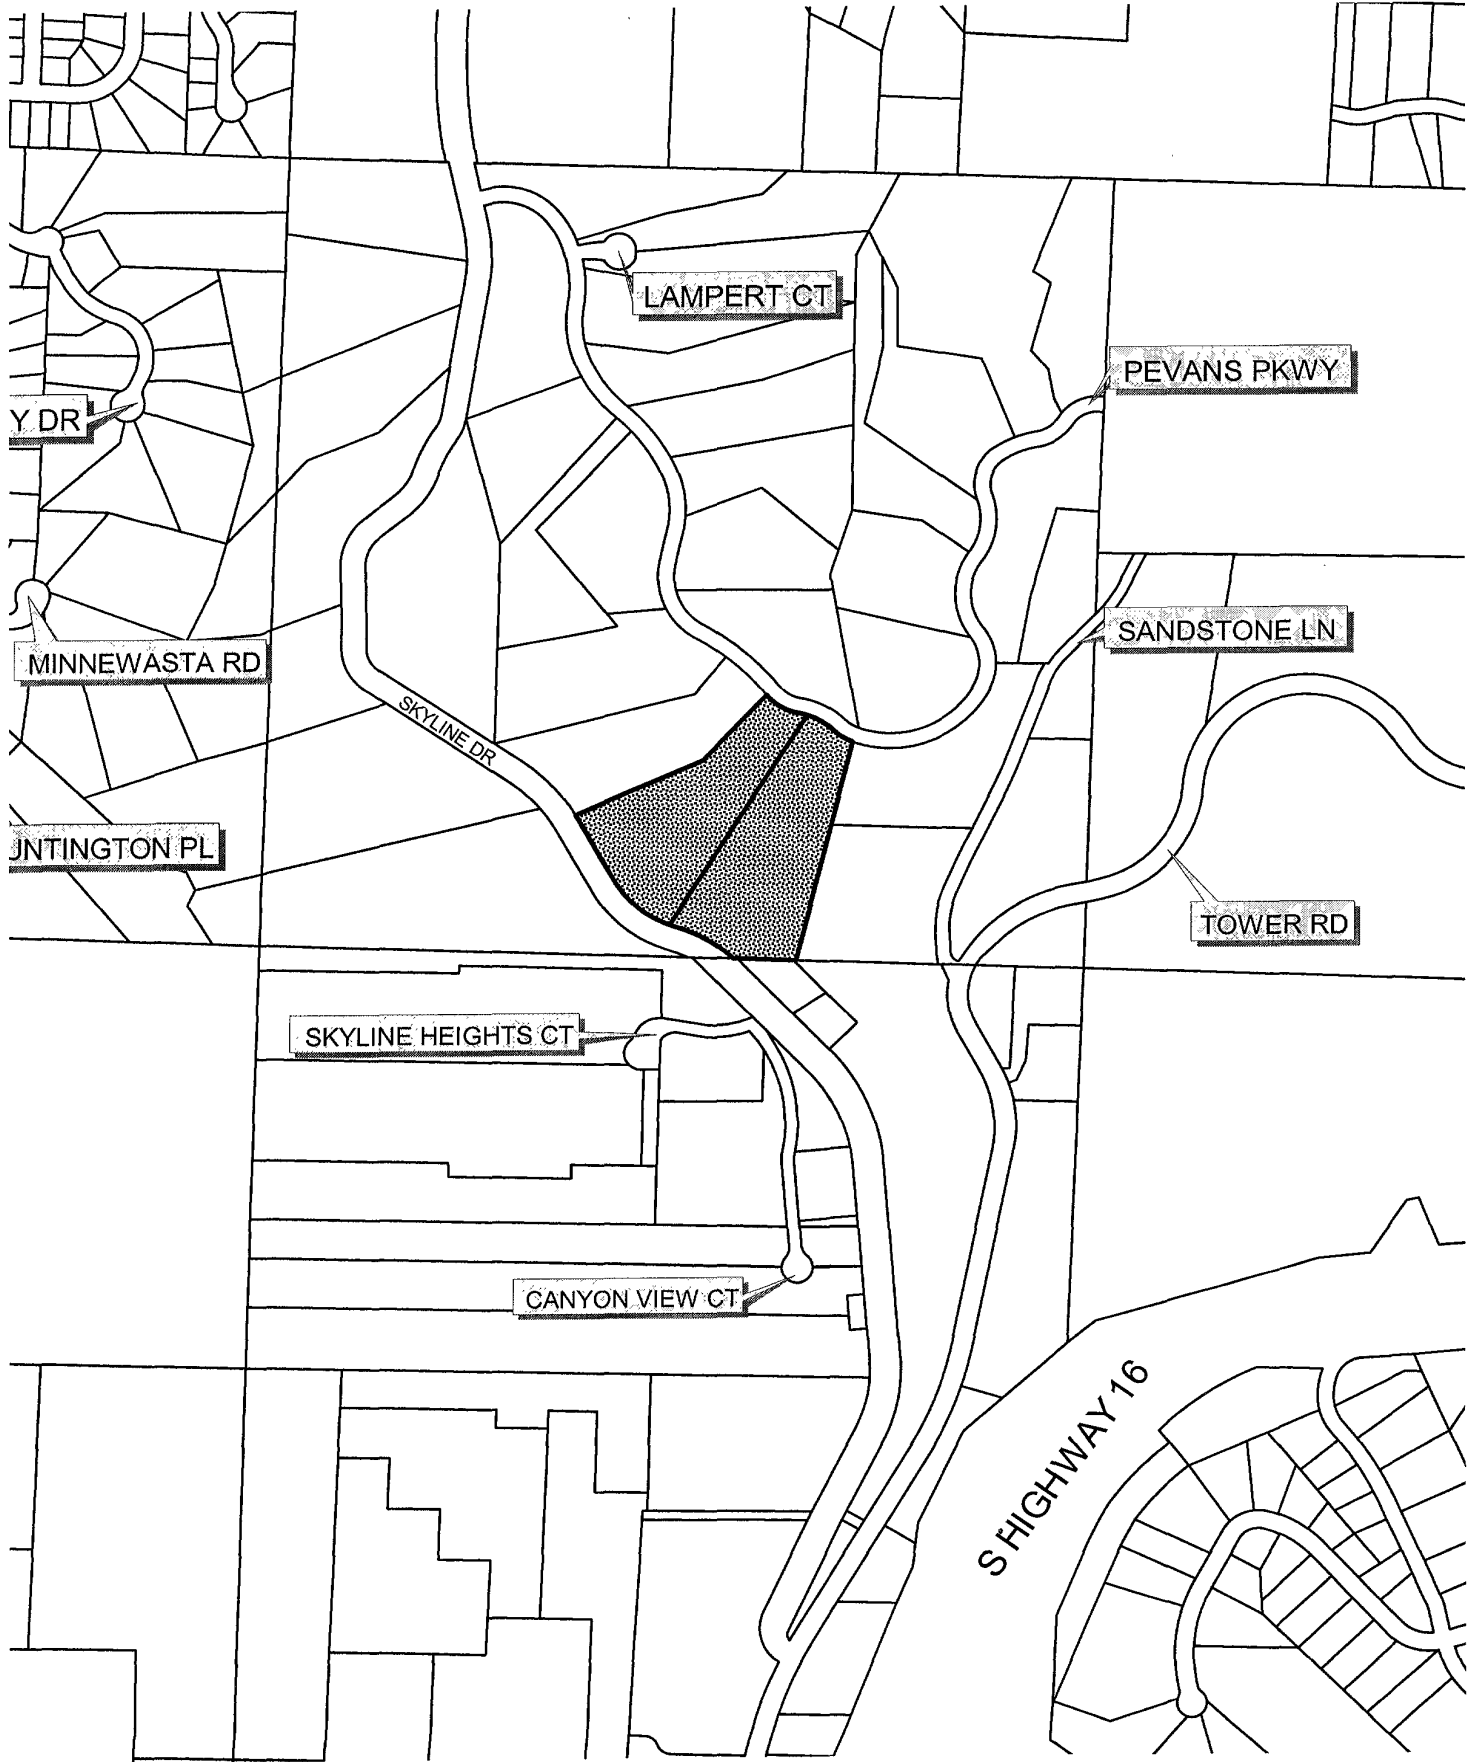 LAMPERT CT
PEVANS PKWY
Y DR
SANDSTONE LN
MINNEWASTA RD
SKYLINE DR
UNTINGTON PL
TOWER RD
SKYLINE HEIGHTS CT
CANYON VIEW CT
S HIGHWAY 16